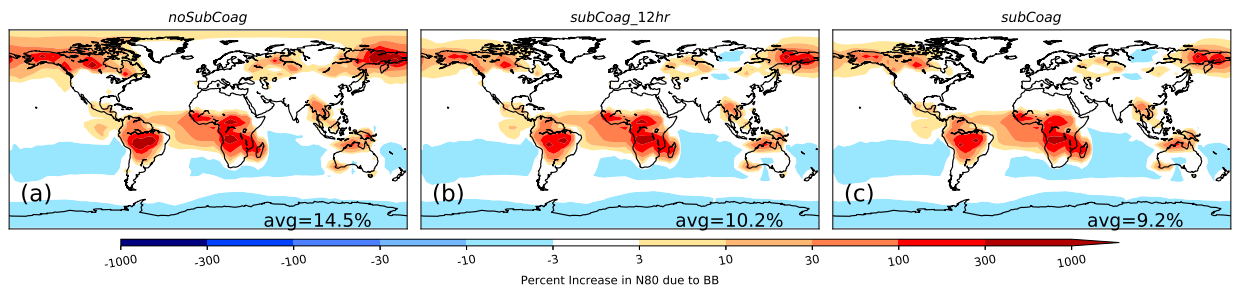 noSubCoag
subCoag_12hr
subCoag
(a)
avg=14.5%
(b)
avg=10.2%
(c)
avg=9.2%
-1000 -300 -100 -30 -10 -3 3 10 30 100 300 1000
Percent Increase in N80 due to BB